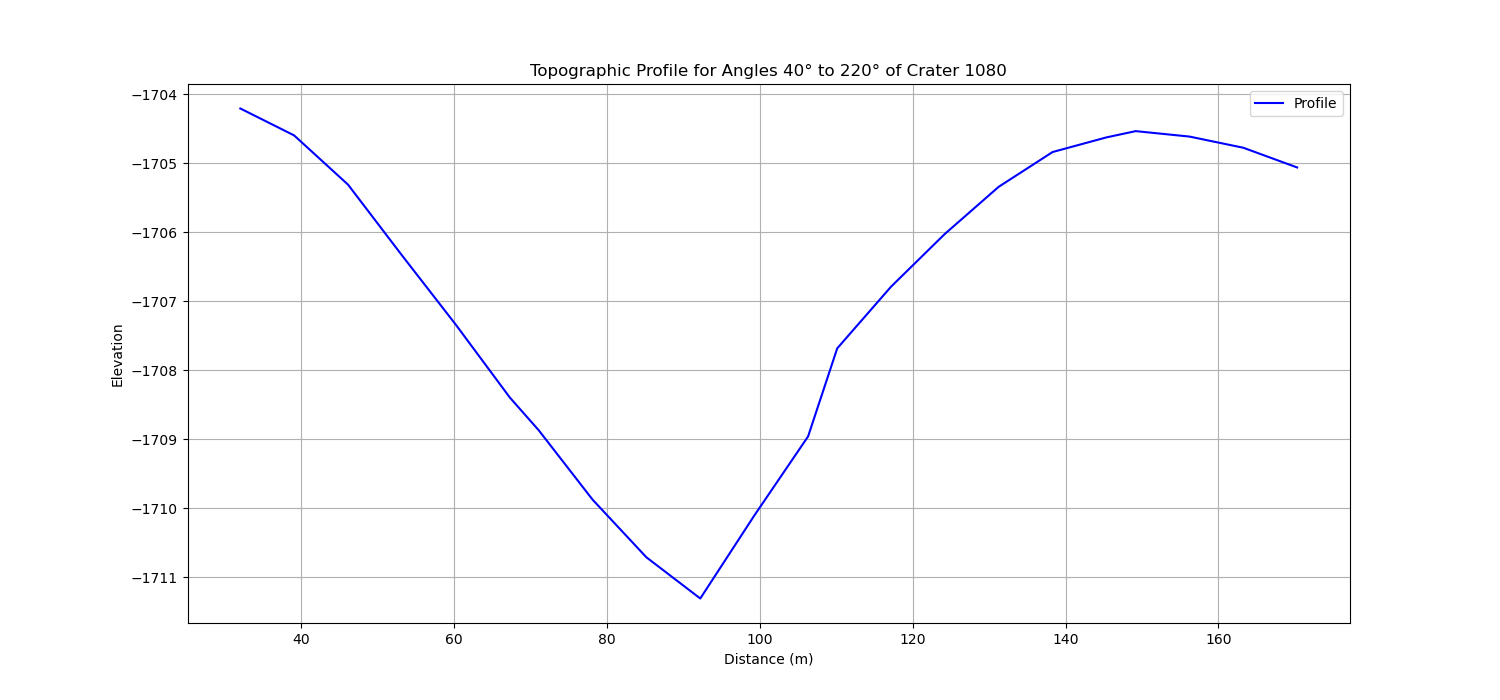 Topographic Profile for Angles 40° to 220° of Crater 1080
Profile
−1704
−1705
−1706
−1707
−1708
−1709
−1710
−1711
Elevation
40 60 80 100 120 140 160
Distance (m)